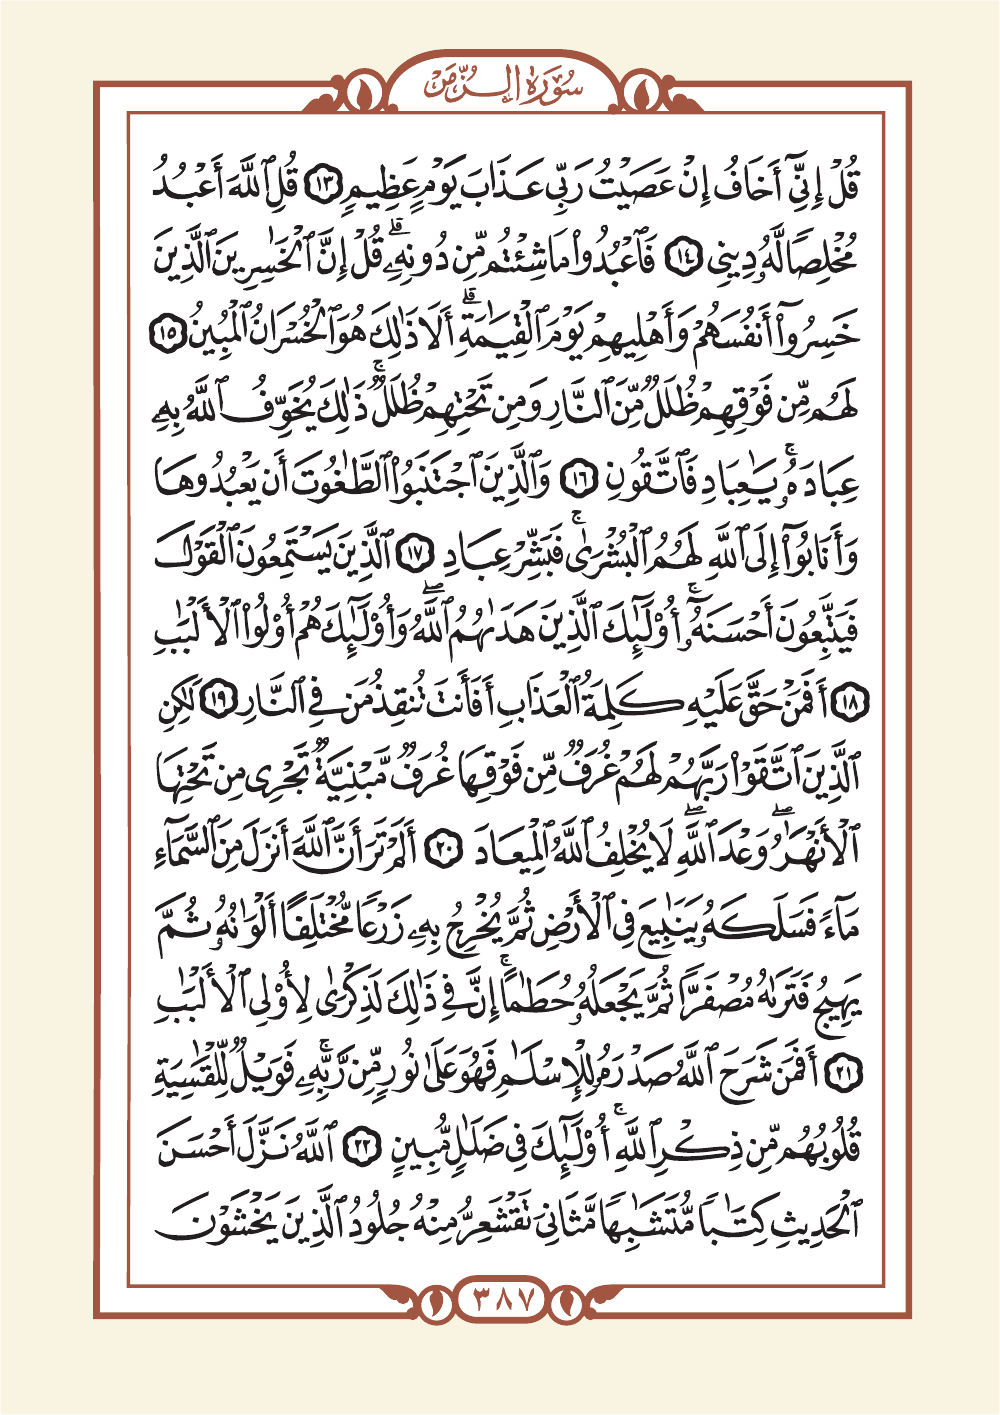 سُورَةُ الزُّمَر
قُلْ إِنِّىٓ أَخَافُ إِنْ عَصَيْتُ رَبِّى عَذَابَ يَوْمٍ عَظِيمٍ ١٣ قُلِ ٱللَّهَ أَعْبُدُ
مُخْلِصًا لَّهُۥ دِينِى ١٤ فَٱعْبُدُوا۟ مَا شِئْتُم مِّن دُونِهِۦۗ قُلْ إِنَّ ٱلْخَٰسِرِينَ ٱلَّذِينَ
خَسِرُوٓا۟ أَنفُسَهُمْ وَأَهْلِيهِمْ يَوْمَ ٱلْقِيَٰمَةِۗ أَلَا ذَٰلِكَ هُوَ ٱلْخُسْرَانُ ٱلْمُبِينُ ١٥
لَهُم مِّن فَوْقِهِمْ ظُلَلٌ مِّنَ ٱلنَّارِ وَمِن تَحْتِهِمْ ظُلَلٌۚ ذَٰلِكَ يُخَوِّفُ ٱللَّهُ بِهِۦ
عِبَادَهُۥۚ يَٰعِبَادِ فَٱتَّقُونِ ١٦ وَٱلَّذِينَ ٱجْتَنَبُوا۟ ٱلطَّٰغُوتَ أَن يَعْبُدُوهَا
وَأَنَابُوٓا۟ إِلَى ٱللَّهِ لَهُمُ ٱلْبُشْرَىٰۚ فَبَشِّرْ عِبَادِ ١٧ ٱلَّذِينَ يَسْتَمِعُونَ ٱلْقَوْلَ
فَيَتَّبِعُونَ أَحْسَنَهُۥٓۚ أُو۟لَٰٓئِكَ ٱلَّذِينَ هَدَىٰهُمُ ٱللَّهُۖ وَأُو۟لَٰٓئِكَ هُمْ أُو۟لُوا۟ ٱلْأَلْبَٰبِ
١٨ أَفَمَنْ حَقَّ عَلَيْهِ كَلِمَةُ ٱلْعَذَابِ أَفَأَنتَ تُنقِذُ مَن فِى ٱلنَّارِ ١٩ لَٰكِنِ
ٱلَّذِينَ ٱتَّقَوْا۟ رَبَّهُمْ لَهُمْ غُرَفٌ مِّن فَوْقِهَا غُرَفٌ مَّبْنِيَّةٌ تَجْرِى مِن تَحْتِهَا
ٱلْأَنْهَٰرُۖ وَعْدَ ٱللَّهِۖ لَا يُخْلِفُ ٱللَّهُ ٱلْمِيعَادَ ٢٠ أَلَمْ تَرَ أَنَّ ٱللَّهَ أَنزَلَ مِنَ ٱلسَّمَآءِ
مَآءً فَسَلَكَهُۥ يَنَٰبِيعَ فِى ٱلْأَرْضِ ثُمَّ يُخْرِجُ بِهِۦ زَرْعًا مُّخْتَلِفًا أَلْوَٰنُهُۥ ثُمَّ
يَهِيجُ فَتَرَىٰهُ مُصْفَرًّا ثُمَّ يَجْعَلُهُۥ حُطَٰمًاۚ إِنَّ فِى ذَٰلِكَ لَذِكْرَىٰ لِأُو۟لِى ٱلْأَلْبَٰبِ
٢١ أَفَمَن شَرَحَ ٱللَّهُ صَدْرَهُۥ لِلْإِسْلَٰمِ فَهُوَ عَلَىٰ نُورٍ مِّن رَّبِّهِۦۚ فَوَيْلٌ لِّلْقَٰسِيَةِ
قُلُوبُهُم مِّن ذِكْرِ ٱللَّهِۚ أُو۟لَٰٓئِكَ فِى ضَلَٰلٍ مُّبِينٍ ٢٢ ٱللَّهُ نَزَّلَ أَحْسَنَ
ٱلْحَدِيثِ كِتَٰبًا مُّتَشَٰبِهًا مَّثَانِىَ تَقْشَعِرُّ مِنْهُ جُلُودُ ٱلَّذِينَ يَخْشَوْنَ
٣٨٧